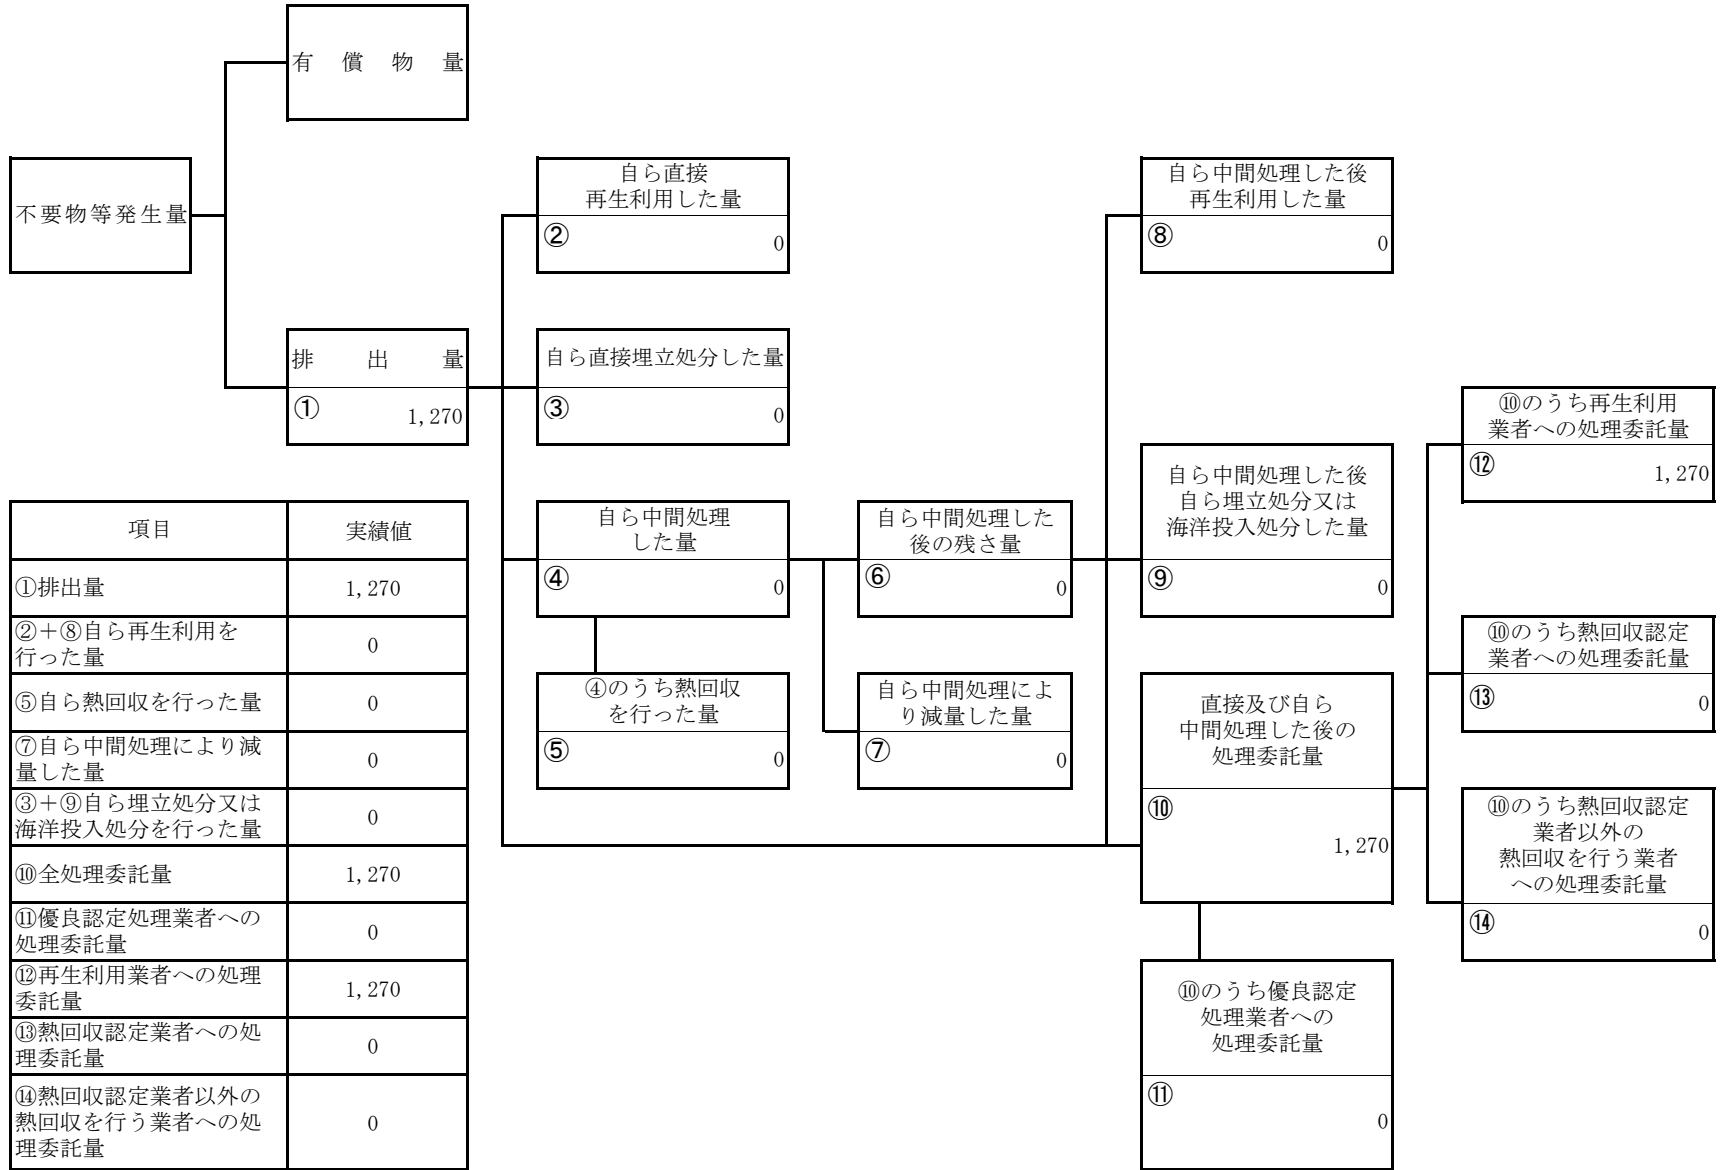 有償物量
不要物等発生量
自ら直接
再生利用した量
② 0
自ら中間処理した後
再生利用した量
⑧ 0
排出量
① 1,270
自ら直接埋立処分した量
③ 0
⑩のうち再生利用
業者への処理委託量
⑫ 1,270
自ら中間処理
した量
④ 0
自ら中間処理した
後の残さ量
⑥ 0
自ら中間処理した後
自ら埋立処分又は
海洋投入処分した量
⑨ 0
⑩のうち熱回収認定
業者への処理委託量
⑬ 0
④のうち熱回収
を行った量
⑤ 0
自ら中間処理によ
り減量した量
⑦ 0
直接及び自ら
中間処理した後の
処理委託量
⑩
1,270
⑩のうち熱回収認定
業者以外の
熱回収を行う業者
への処理委託量
⑭ 0
⑩のうち優良認定
処理業者への
処理委託量
⑪
0
項目 実績値
①排出量 1,270
②＋⑧自ら再生利用を
行った量 0
⑤自ら熱回収を行った量 0
⑦自ら中間処理により減
量した量 0
③＋⑨自ら埋立処分又は
海洋投入処分を行った量 0
⑩全処理委託量 1,270
⑪優良認定処理業者への
処理委託量 0
⑫再生利用業者への処理
委託量 1,270
⑬熱回収認定業者への処
理委託量 0
⑭熱回収認定業者以外の
熱回収を行う業者への処 0
理委託量